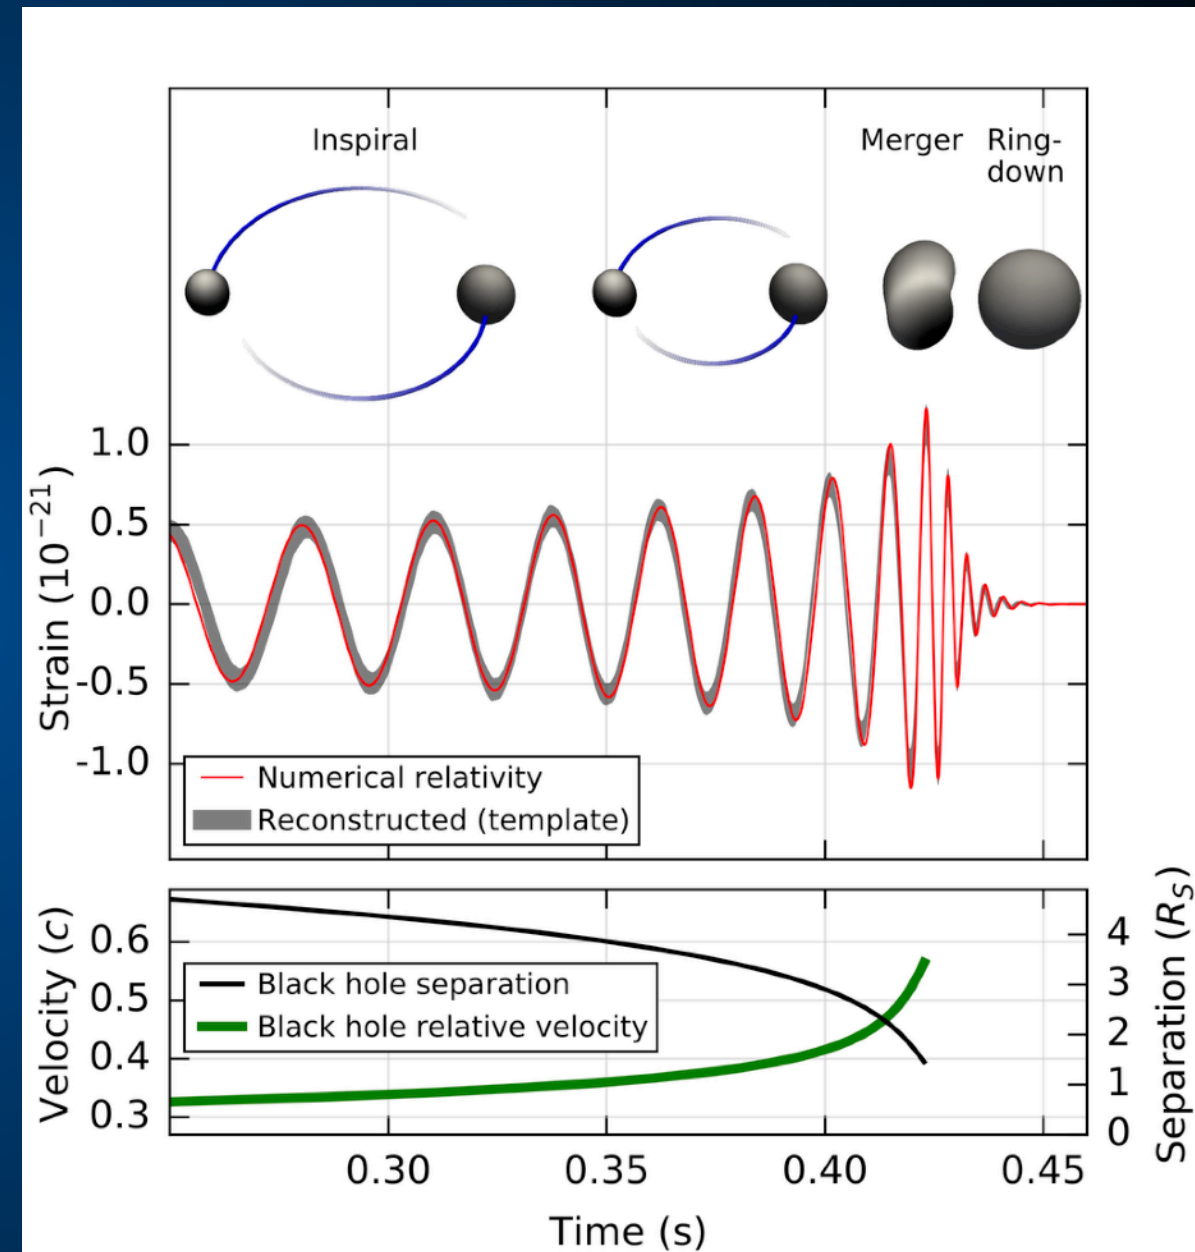 Inspiral
Merger
Ring-
down
Strain (10⁻²¹)
1.0
0.5
0.0
-0.5
-1.0
Numerical relativity
Reconstructed (template)
Velocity (c)
0.6
0.5
0.4
0.3
Black hole separation
Black hole relative velocity
4
3
2
1
0
Separation (R_S)
0.30 0.35 0.40 0.45
Time (s)